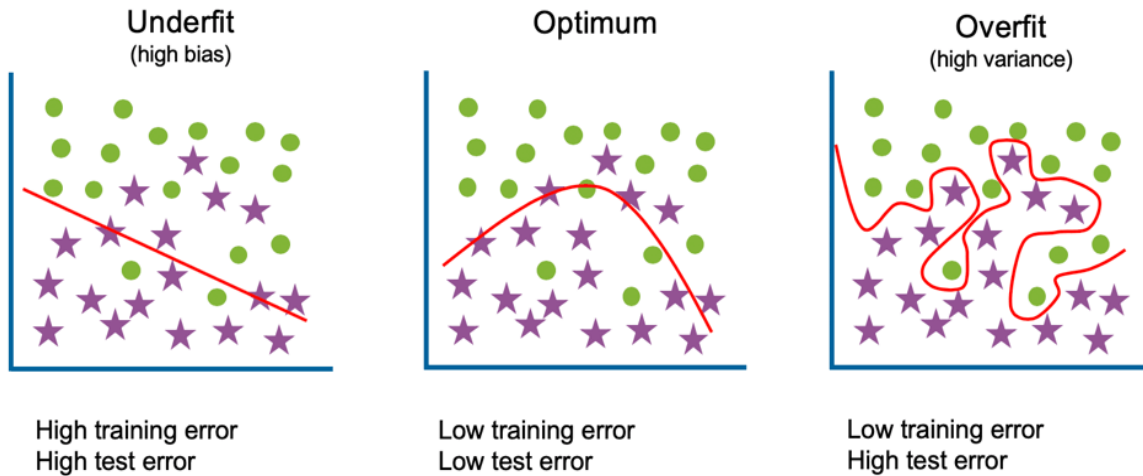 Underfit
(high bias)
Optimum
Overfit
(high variance)
High training error
High test error
Low training error
Low test error
Low training error
High test error